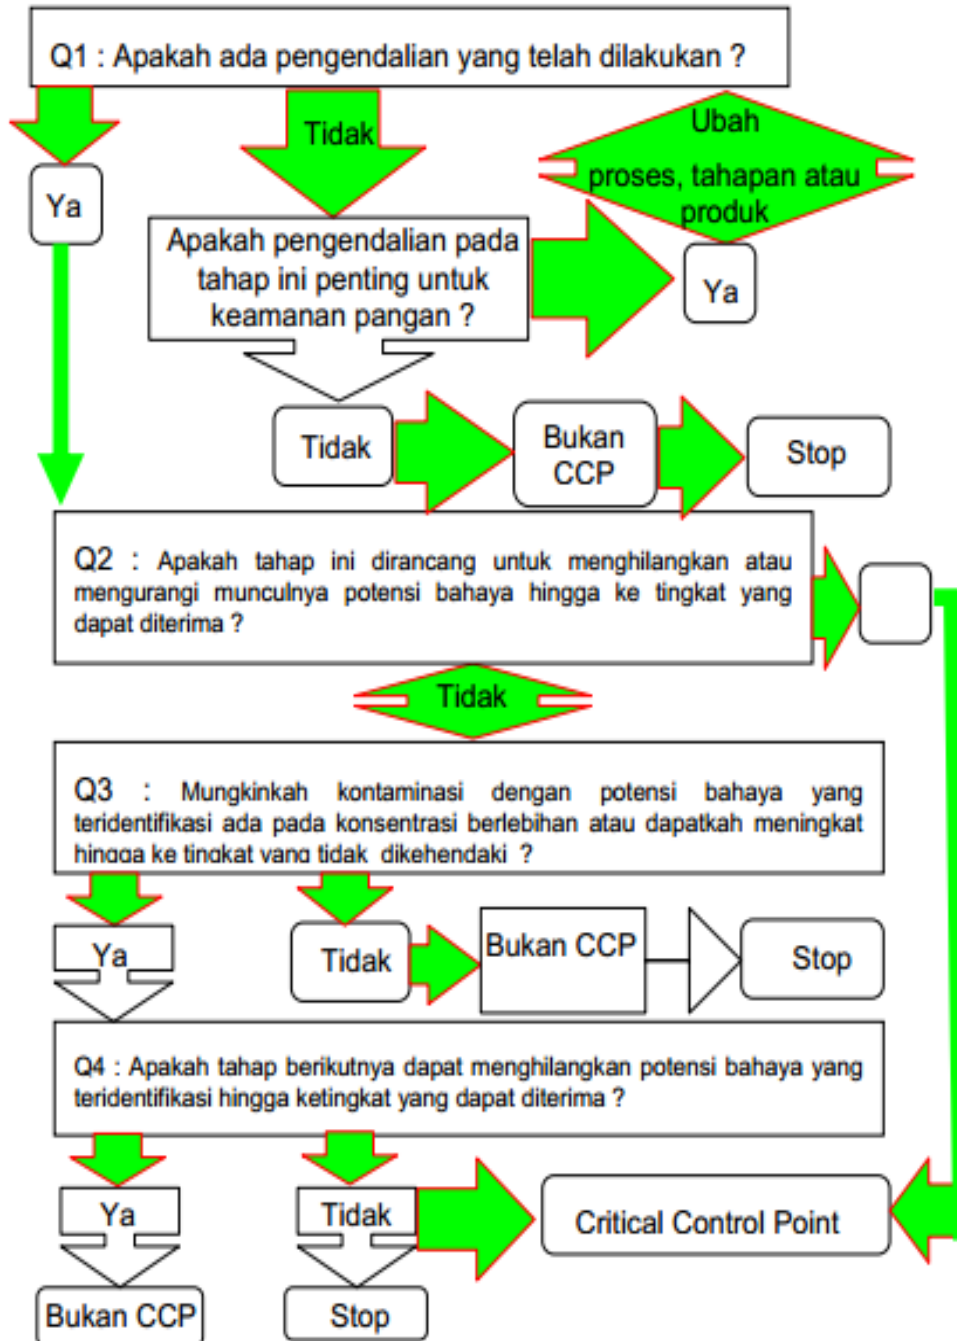 Q1 : Apakah ada pengendalian yang telah dilakukan ?
Tidak
Ubah
proses, tahapan atau
produk
Ya
Apakah pengendalian pada
tahap ini penting untuk
keamanan pangan ?
Ya
Tidak
Bukan
CCP
Stop
Q2 : Apakah tahap ini dirancang untuk menghilangkan atau
mengurangi munculnya potensi bahaya hingga ke tingkat yang
dapat diterima ?
Tidak
Q3 : Mungkinkah kontaminasi dengan potensi bahaya yang
teridentifikasi ada pada konsentrasi berlebihan atau dapatkah meningkat
hingga ke tingkat yang tidak dikehendaki ?
Ya
Tidak
Bukan CCP
Stop
Q4 : Apakah tahap berikutnya dapat menghilangkan potensi bahaya yang
teridentifikasi hingga ketingkat yang dapat diterima ?
Ya
Tidak
Critical Control Point
Bukan CCP
Stop